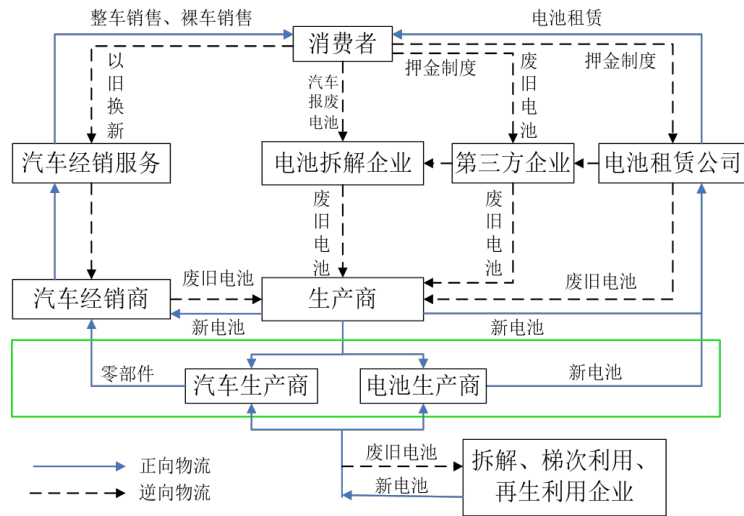 整车销售、裸车销售
消费者
电池租赁
以旧换新
汽车报废电池
押金制度
废旧电池
押金制度
汽车经销服务
电池拆解企业
第三方企业
电池租赁公司
废旧电池
废旧电池
废旧电池
废旧电池
汽车经销商
生产商
新电池
新电池
零部件
汽车生产商
电池生产商
新电池
废旧电池
新电池
拆解、梯次利用、
再生利用企业
正向物流
逆向物流